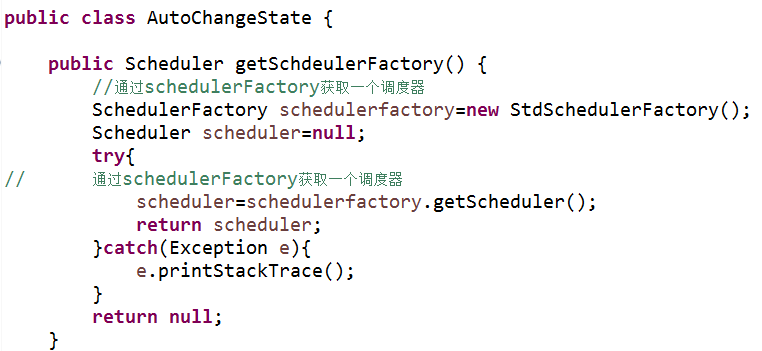 public class AutoChangeState {
public Scheduler getSchdeulerFactory() {
//通过schedulerFactory获取一个调度器
SchedulerFactory schedulerfactory=new StdSchedulerFactory();
Scheduler scheduler=null;
try{
// 通过schedulerFactory获取一个调度器
scheduler=schedulerfactory.getScheduler();
return scheduler;
}catch(Exception e){
e.printStackTrace();
}
return null;
}